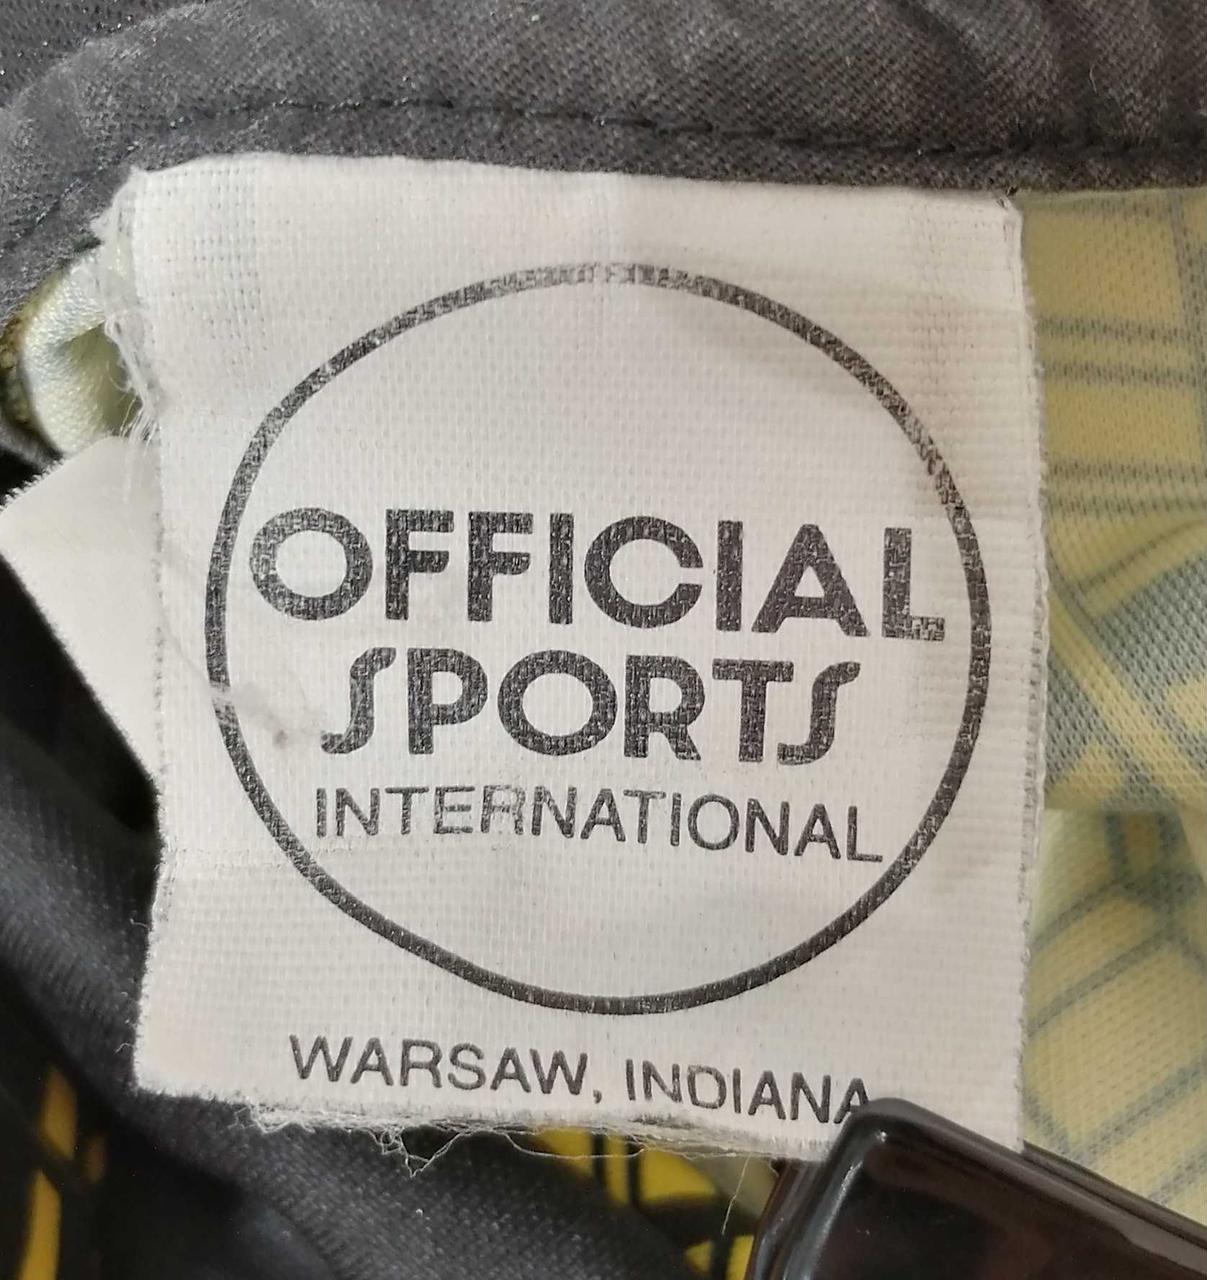 OFFICIAL
SPORTS
INTERNATIONAL
WARSAW, INDIANA